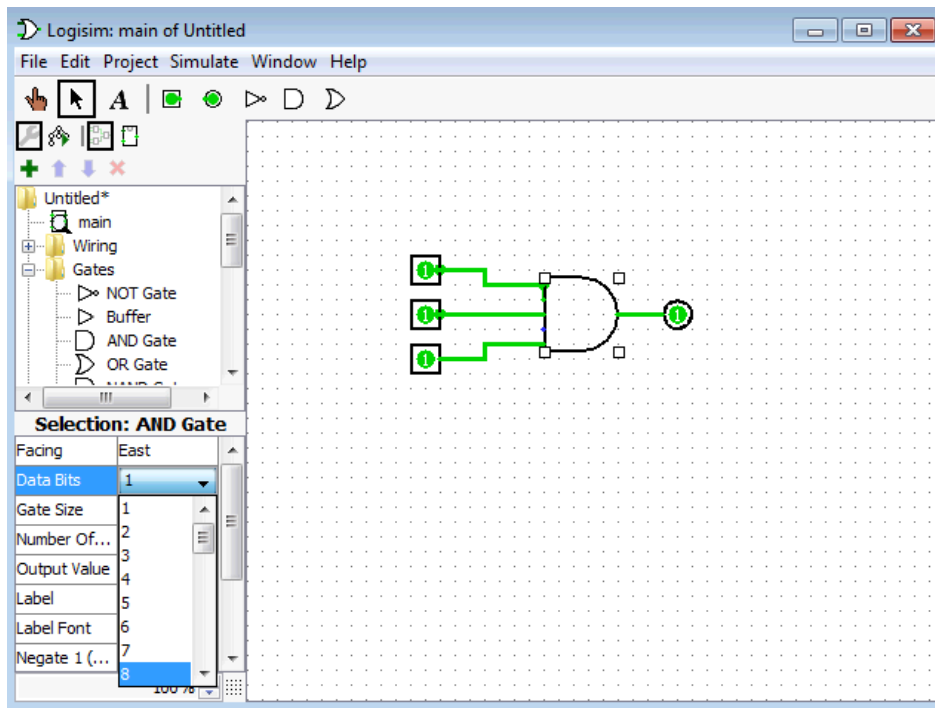 Logisim: main of Untitled
File Edit Project Simulate Window Help
A
Untitled*
main
Wiring
Gates
NOT Gate
Buffer
AND Gate
OR Gate
1
1
1
1
Selection: AND Gate
Facing East
Data Bits 1
Gate Size 1
Number Of... 2
3
Output Value 4
Label 5
Label Font 6
Negate 1 (... 7
8
100 %